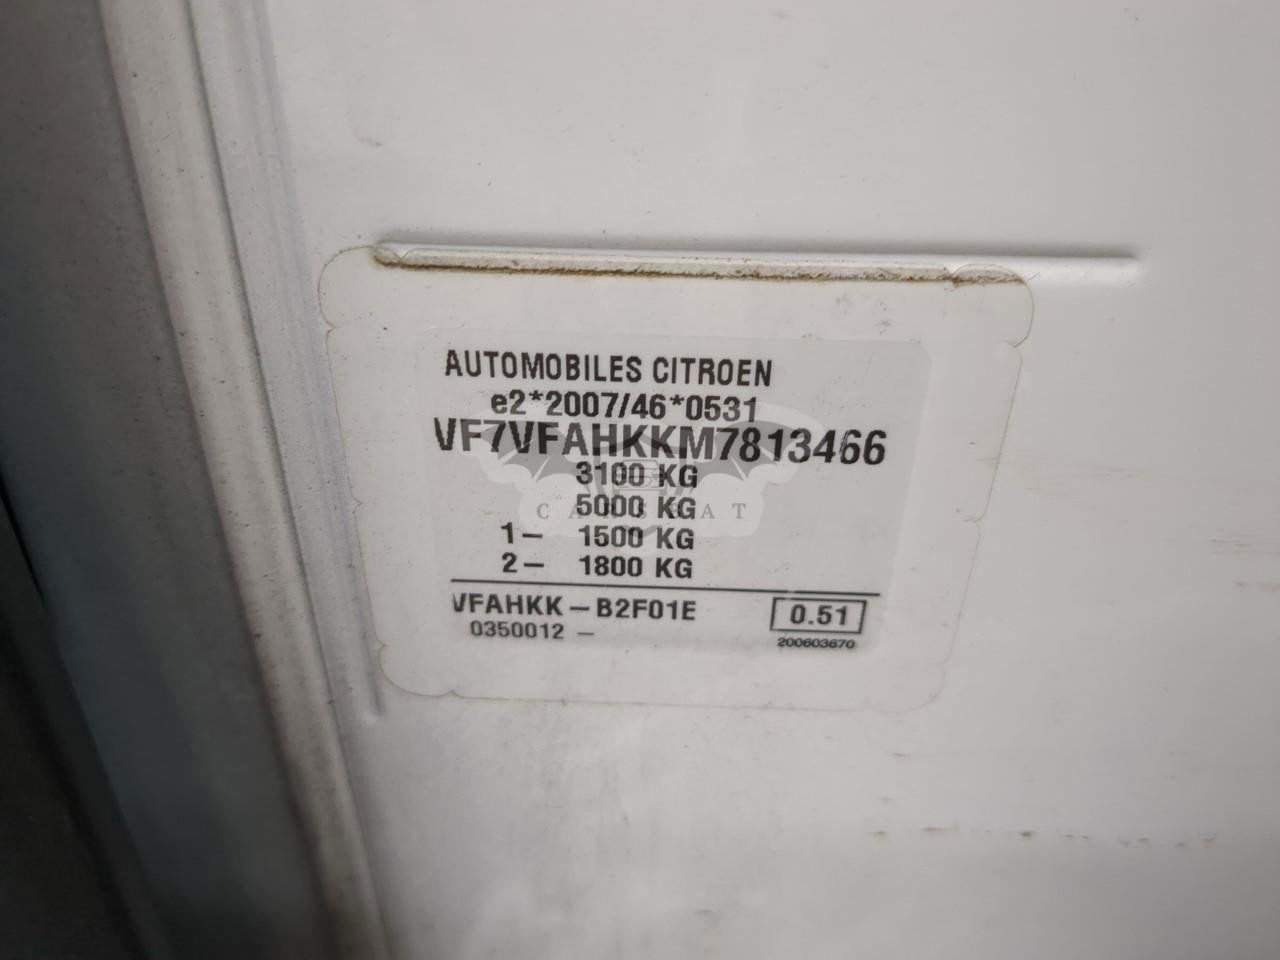 AUTOMOBILES CITROEN
e2*2007/46*0531
VF7VFAHKKM7813466
3100 KG
5000 KG
CARSBAT
1- 1500 KG
2- 1800 KG
VFAHKK-B2F01E 0.51
0350012 - 200603670